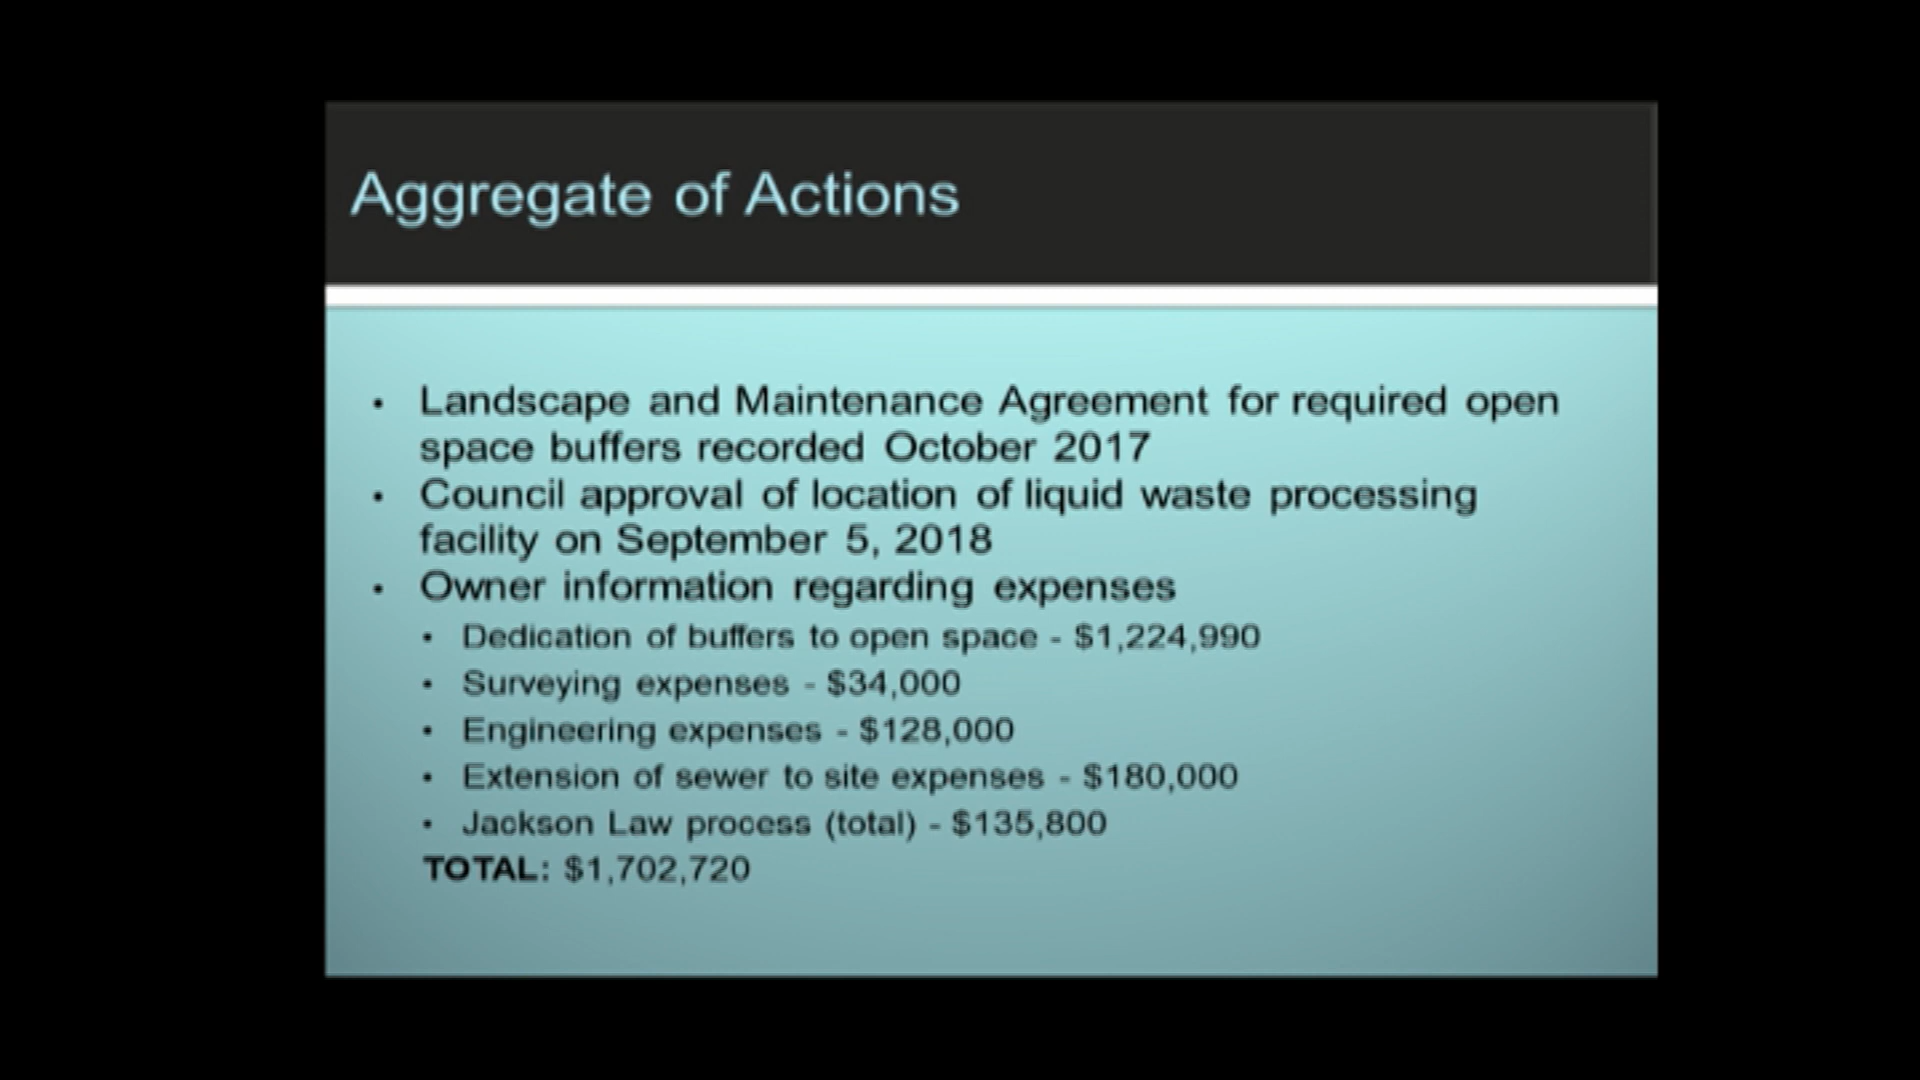 Aggregate of Actions
• Landscape and Maintenance Agreement for required open
space buffers recorded October 2017
• Council approval of location of liquid waste processing
facility on September 5, 2018
• Owner information regarding expenses
• Dedication of buffers to open space - $1,224,990
• Surveying expenses - $34,000
• Engineering expenses - $128,000
• Extension of sewer to site expenses - $180,000
• Jackson Law process (total) - $135,800
TOTAL: $1,702,720